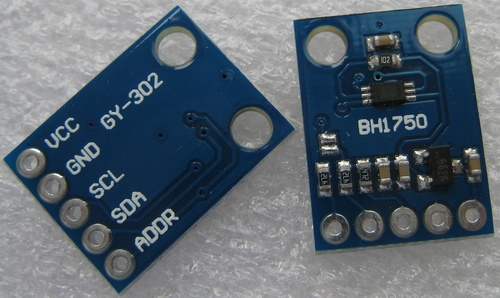 GY-302
VCC
GND
SCL
SDA
ADDR
102
BH1750